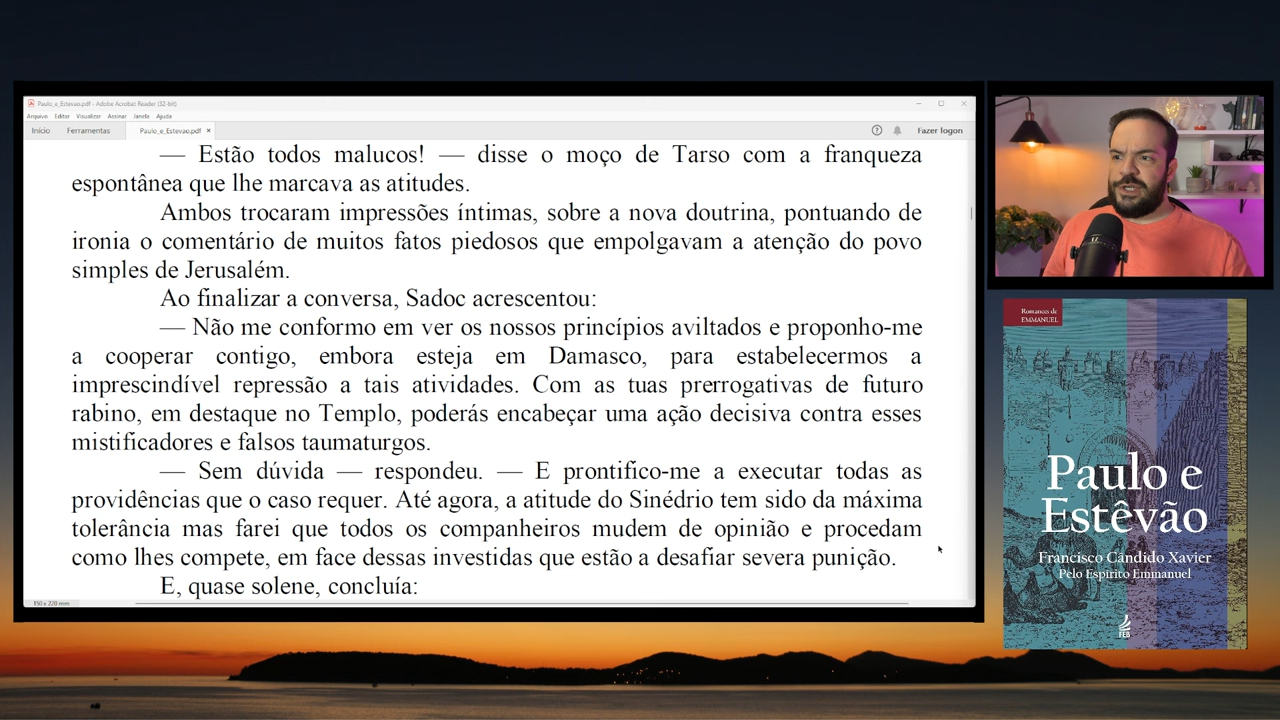 Paulo_e_Estevao.pdf - Adobe Acrobat Reader (32-bit)
Arquivo Editar Visualizar Assinar Janela Ajuda
Início Ferramentas Paulo_e_Estevao.pdf × Fazer logon
— Estão todos malucos! — disse o moço de Tarso com a franqueza
espontânea que lhe marcava as atitudes.
Ambos trocaram impressões íntimas, sobre a nova doutrina, pontuando de
ironia o comentário de muitos fatos piedosos que empolgavam a atenção do povo
simples de Jerusalém.
Ao finalizar a conversa, Sadoc acrescentou:
— Não me conformo em ver os nossos princípios aviltados e proponho-me
a cooperar contigo, embora esteja em Damasco, para estabelecermos a
imprescindível repressão a tais atividades. Com as tuas prerrogativas de futuro
rabino, em destaque no Templo, poderás encabeçar uma ação decisiva contra esses
mistificadores e falsos taumaturgos.
— Sem dúvida — respondeu. — E prontifico-me a executar todas as
providências que o caso requer. Até agora, a atitude do Sinédrio tem sido da máxima
tolerância mas farei que todos os companheiros mudem de opinião e procedam
como lhes compete, em face dessas investidas que estão a desafiar severa punição.
E, quase solene, concluía:
150 x 220 mm
Romances de
EMMANUEL
Paulo e
Estêvão
Francisco Cândido Xavier
Pelo Espírito Emmanuel
FEB